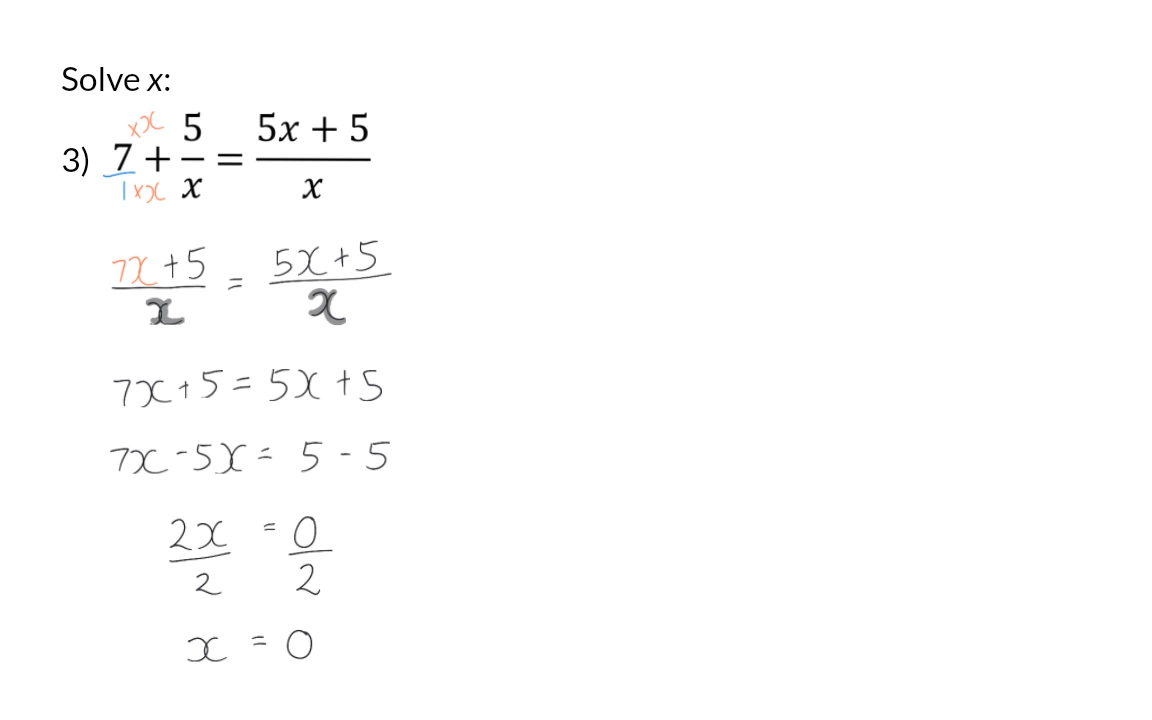 Solve x:
3) 7/1 ×x ×x + 5/x = (5x + 5)/x
(7x + 5)/x = (5x + 5)/x
7x + 5 = 5x + 5
7x - 5x = 5 - 5
2x/2 = 0/2
x = 0